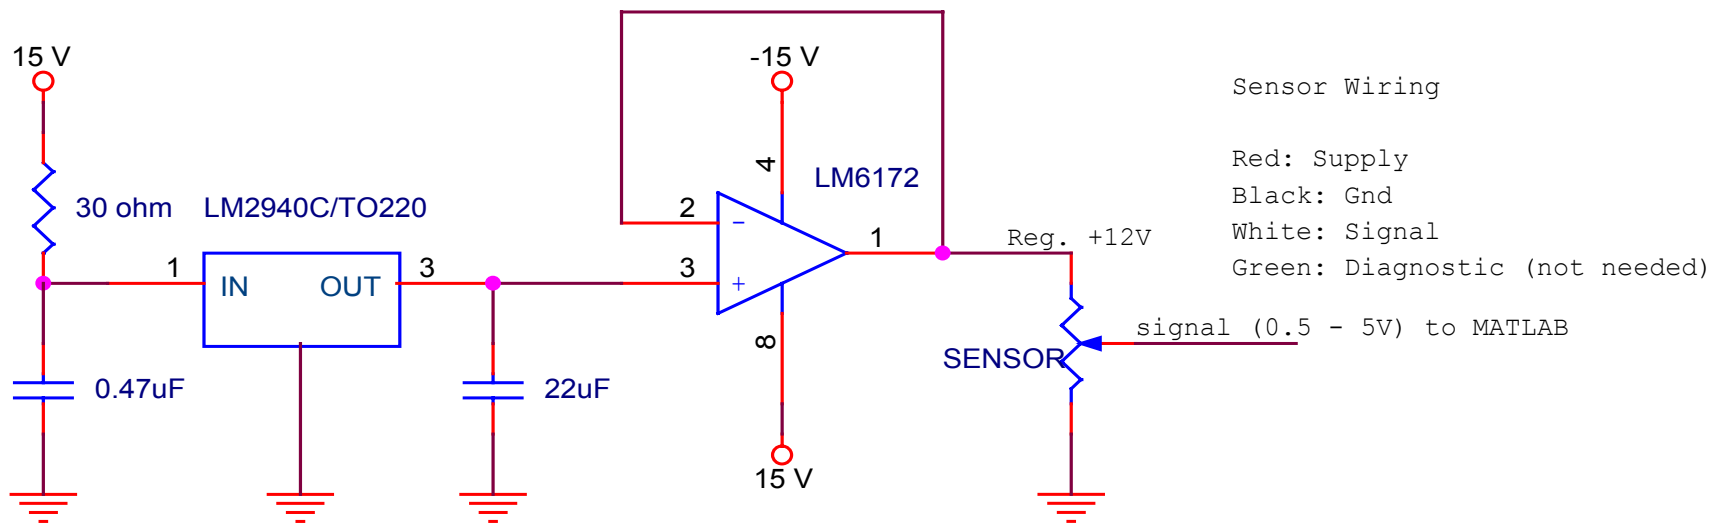 15 V
30 ohm
LM2940C/TO220
1
IN
OUT
3
0.47uF
22uF
-15 V
4
LM6172
2
−
3
+
1
8
15 V
Reg. +12V
SENSOR
signal (0.5 - 5V) to MATLAB
Sensor Wiring
Red: Supply
Black: Gnd
White: Signal
Green: Diagnostic (not needed)